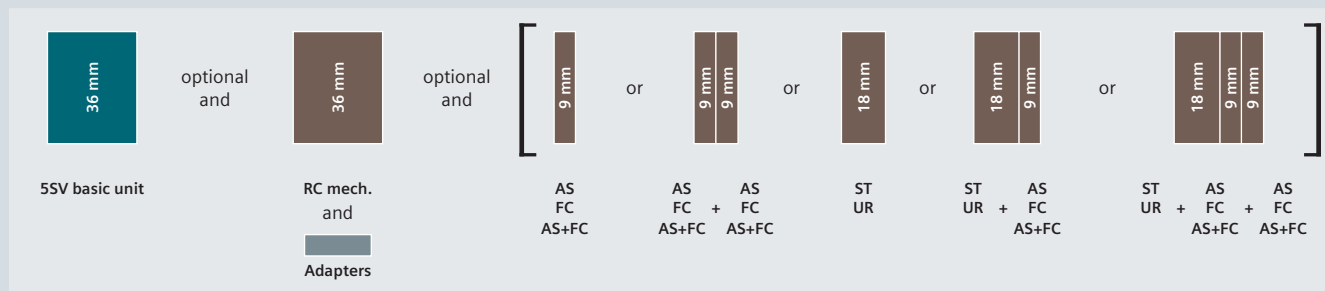 36 mm
optional
and
36 mm
optional
and
9 mm
or
9 mm
9 mm
or
18 mm
or
18 mm
9 mm
or
18 mm
9 mm
9 mm
5SV basic unit
RC mech.
and
Adapters
AS
FC
AS+FC
AS AS
FC + FC
AS+FC AS+FC
ST
UR
ST AS
UR + FC
AS+FC
ST AS AS
UR + FC + FC
AS+FC AS+FC